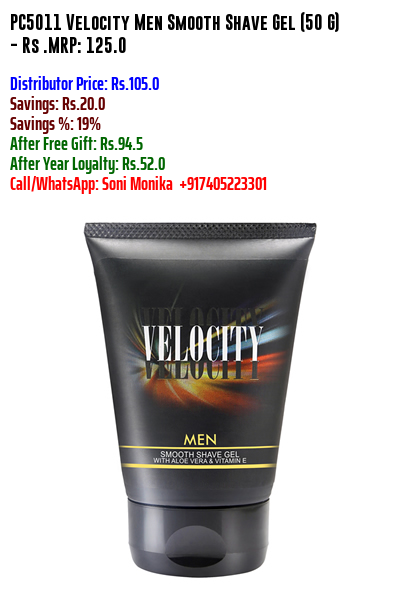 PC5011 Velocity Men Smooth Shave Gel (50 g)
- Rs .MRP: 125.0
Distributor Price: Rs.105.0
Savings: Rs.20.0
Savings %: 19%
After Free Gift: Rs.94.5
After Year Loyalty: Rs.52.0
Call/WhatsApp: Soni Monika +917405223301
VELOCITY
VELOCITY
MEN
SMOOTH SHAVE GEL
WITH ALOE VERA & VITAMIN E